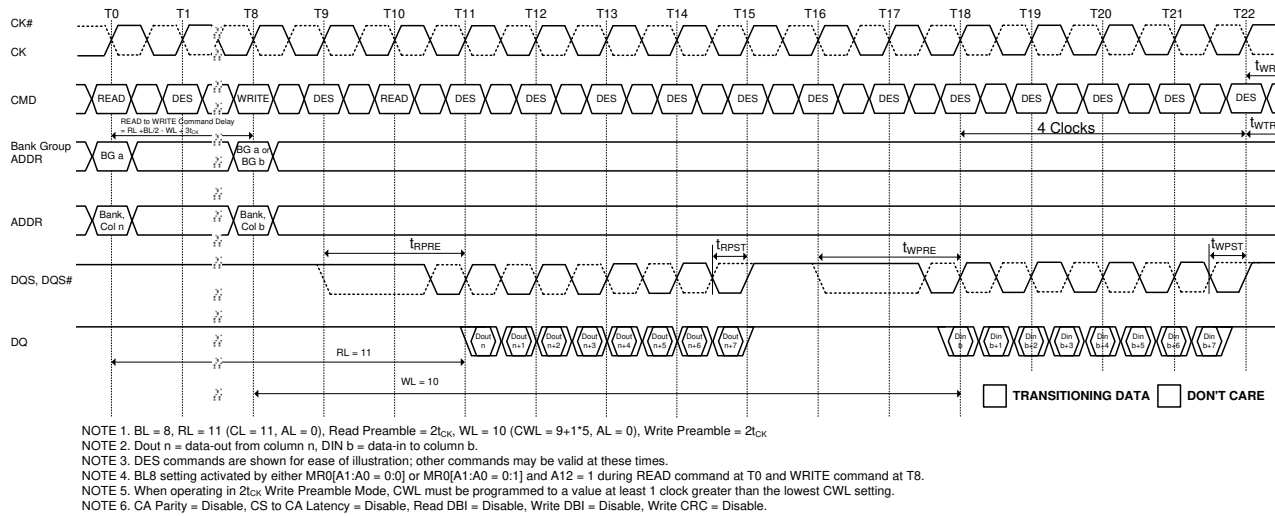 T0 T1 T8 T9 T10 T11 T12 T13 T14 T15 T16 T17 T18 T19 T20 T21 T22
CK#
CK
tWR
CMD READ DES WRITE DES READ DES DES DES DES DES DES DES DES DES DES DES DES
READ to WRITE Command Delay
= RL +BL/2 - WL + 3tCK
4 Clocks
tWTR
Bank Group
ADDR
BG a
BG a or
BG b
ADDR
Bank,
Col n
Bank,
Col b
tRPRE tRPST tWPRE tWPST
DQS, DQS#
DQ
Dout
n
Dout
n+1
Dout
n+2
Dout
n+3
Dout
n+4
Dout
n+5
Dout
n+6
Dout
n+7
Din
b
Din
b+1
Din
b+2
Din
b+3
Din
b+4
Din
b+5
Din
b+6
Din
b+7
RL = 11
WL = 10
TRANSITIONING DATA DON'T CARE
NOTE 1. BL = 8, RL = 11 (CL = 11, AL = 0), Read Preamble = 2tCK, WL = 10 (CWL = 9+1*5, AL = 0), Write Preamble = 2tCK
NOTE 2. Dout n = data-out from column n, DIN b = data-in to column b.
NOTE 3. DES commands are shown for ease of illustration; other commands may be valid at these times.
NOTE 4. BL8 setting activated by either MR0[A1:A0 = 0:0] or MR0[A1:A0 = 0:1] and A12 = 1 during READ command at T0 and WRITE command at T8.
NOTE 5. When operating in 2tCK Write Preamble Mode, CWL must be programmed to a value at least 1 clock greater than the lowest CWL setting.
NOTE 6. CA Parity = Disable, CS to CA Latency = Disable, Read DBI = Disable, Write DBI = Disable, Write CRC = Disable.